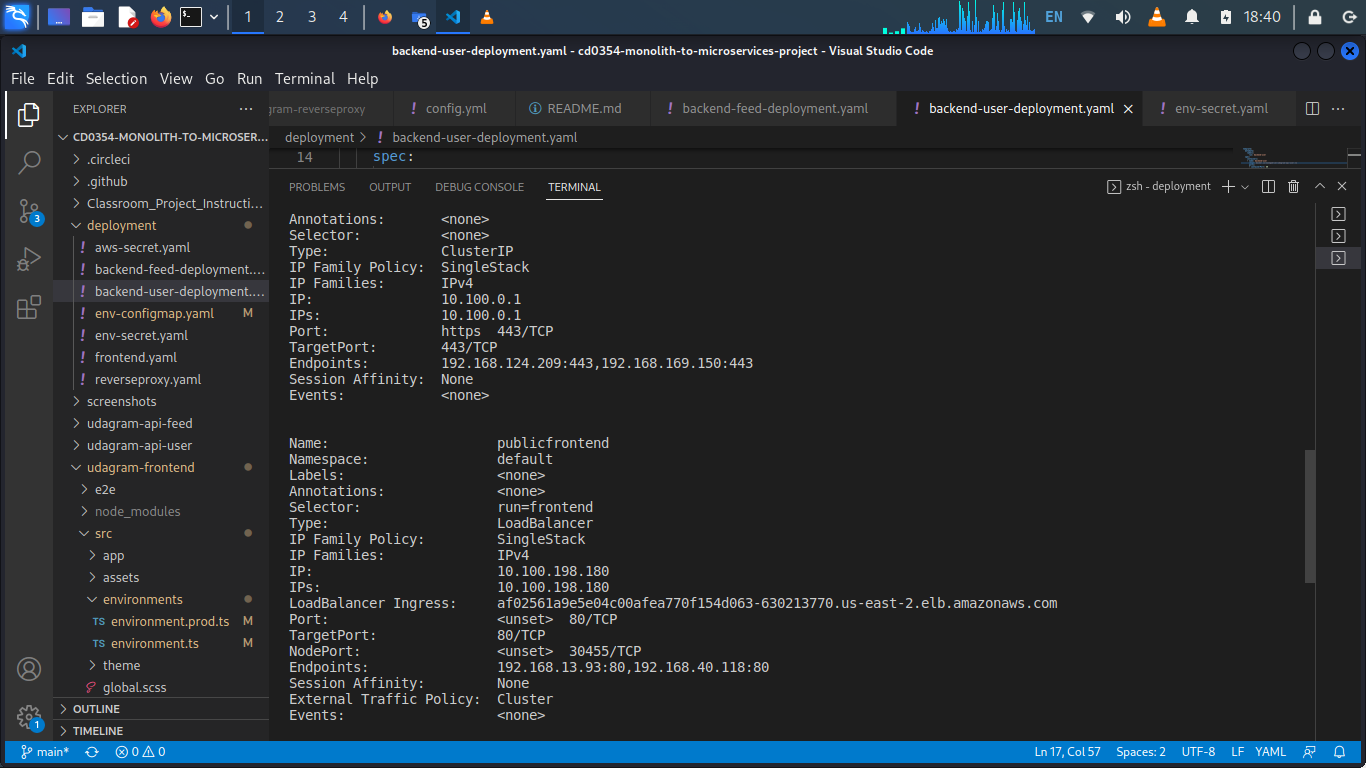 1 2 3 4 5 EN 18:40
backend-user-deployment.yaml - cd0354-monolith-to-microservices-project - Visual Studio Code
File Edit Selection View Go Run Terminal Help
EXPLORER
CD0354-MONOLITH-TO-MICROSER...
.circleci
.github
Classroom_Project_Instructi...
deployment
! aws-secret.yaml
! backend-feed-deployment....
! backend-user-deployment....
! env-configmap.yaml M
! env-secret.yaml
! frontend.yaml
! reverseproxy.yaml
screenshots
udagram-api-feed
udagram-api-user
udagram-frontend
e2e
node_modules
src
app
assets
environments
TS environment.prod.ts M
TS environment.ts M
theme
global.scss
OUTLINE
TIMELINE
3
1
gram-reverseproxy ! config.yml README.md ! backend-feed-deployment.yaml ! backend-user-deployment.yaml ! env-secret.yaml
deployment > ! backend-user-deployment.yaml
14 spec:
PROBLEMS OUTPUT DEBUG CONSOLE TERMINAL zsh - deployment
Annotations: <none>
Selector: <none>
Type: ClusterIP
IP Family Policy: SingleStack
IP Families: IPv4
IP: 10.100.0.1
IPs: 10.100.0.1
Port: https 443/TCP
TargetPort: 443/TCP
Endpoints: 192.168.124.209:443,192.168.169.150:443
Session Affinity: None
Events: <none>
Name: publicfrontend
Namespace: default
Labels: <none>
Annotations: <none>
Selector: run=frontend
Type: LoadBalancer
IP Family Policy: SingleStack
IP Families: IPv4
IP: 10.100.198.180
IPs: 10.100.198.180
LoadBalancer Ingress: af02561a9e5e04c00afea770f154d063-630213770.us-east-2.elb.amazonaws.com
Port: <unset> 80/TCP
TargetPort: 80/TCP
NodePort: <unset> 30455/TCP
Endpoints: 192.168.13.93:80,192.168.40.118:80
Session Affinity: None
External Traffic Policy: Cluster
Events: <none>
main* 0 0 Ln 17, Col 57 Spaces: 2 UTF-8 LF YAML